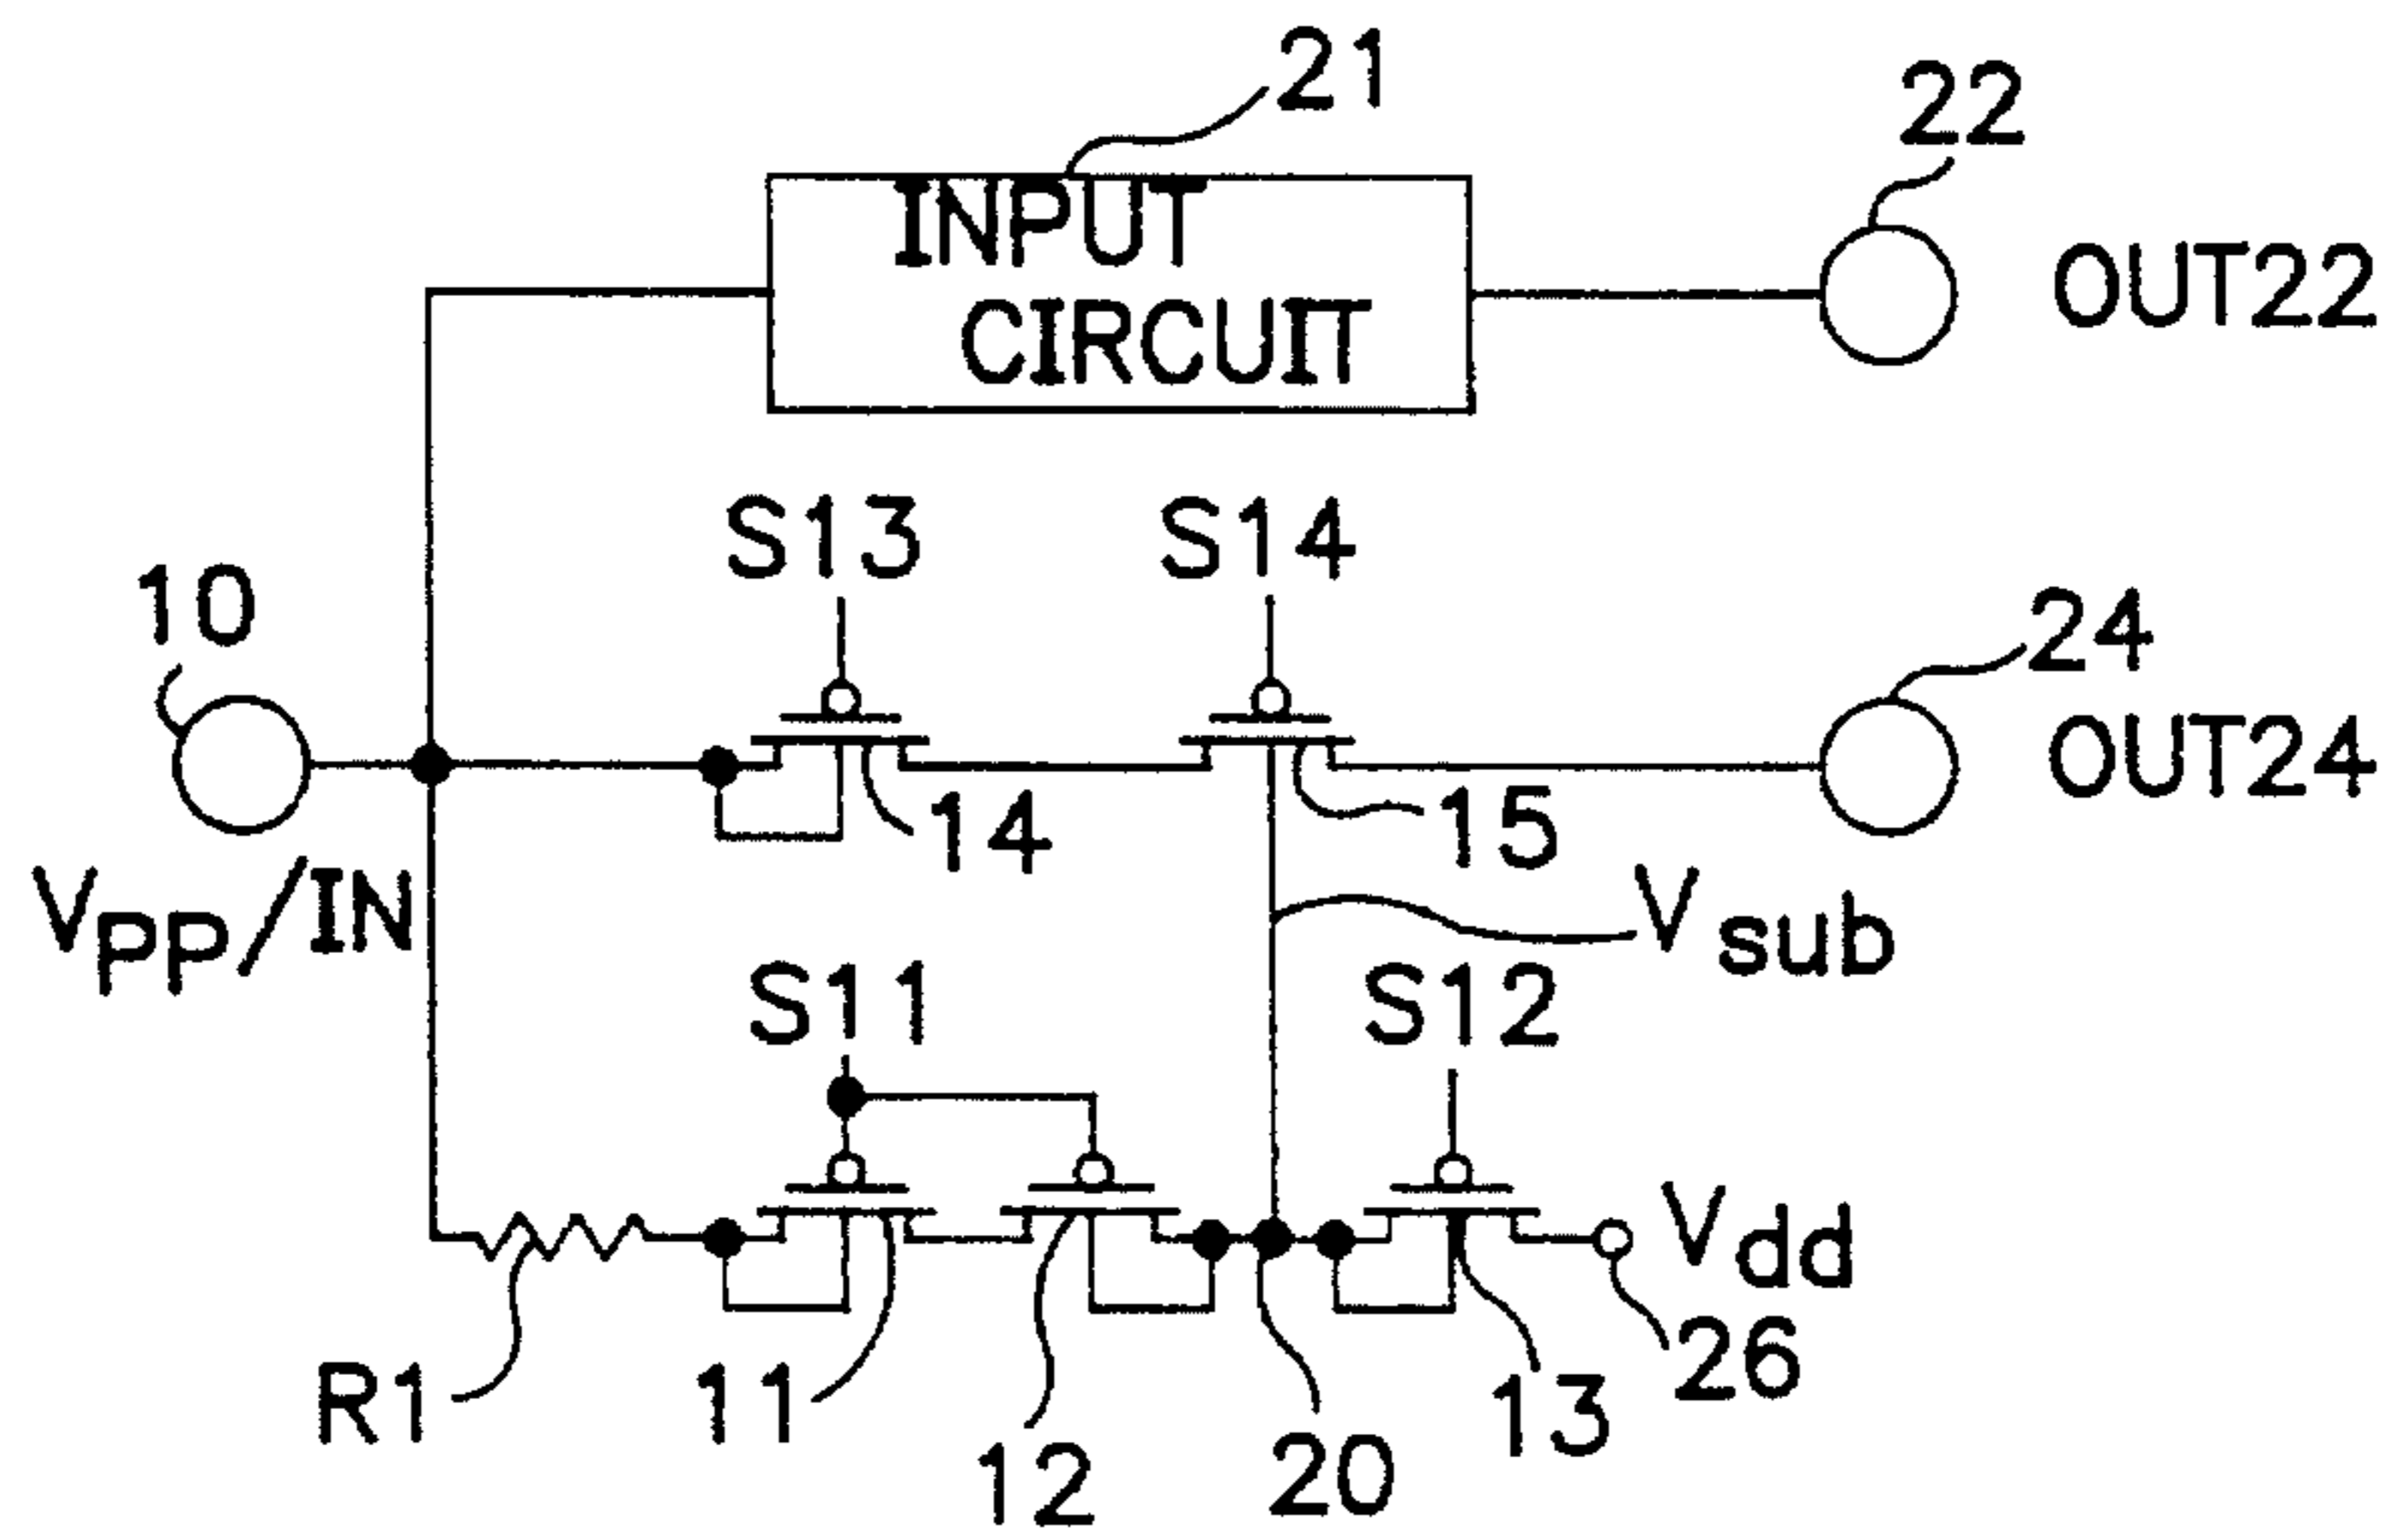 21
22
INPUT
CIRCUIT
OUT22
S13
S14
10
24
OUT24
14
15
VPP/IN
Vsub
S11
S12
Vdd
R1
11
12
20
13
26